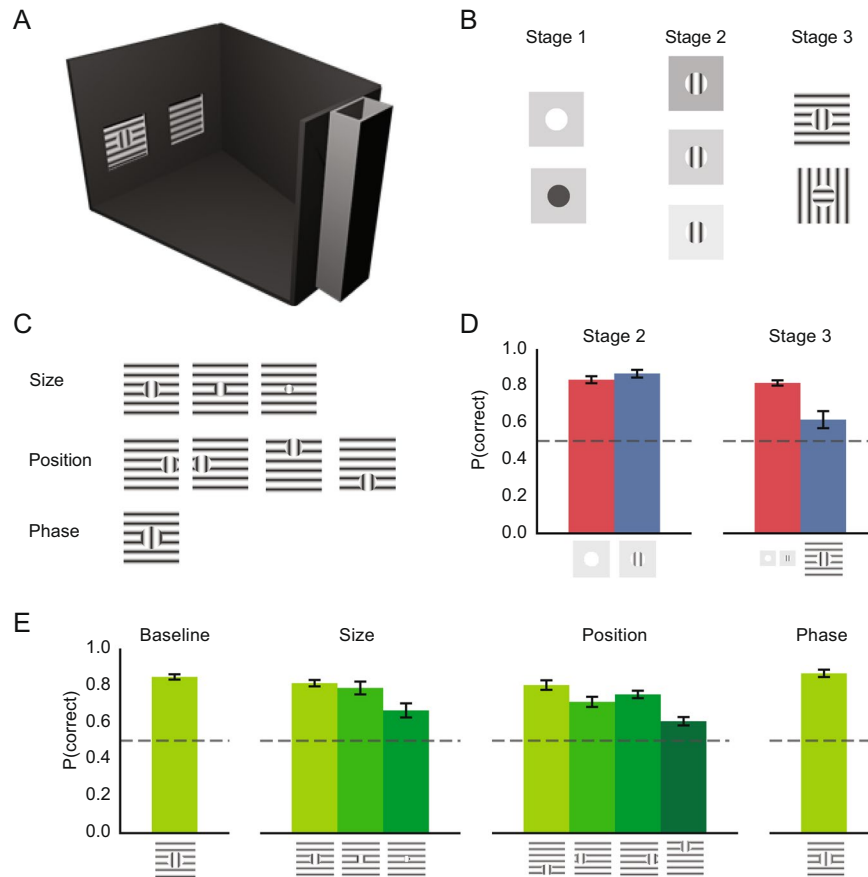 A
B
Stage 1
Stage 2
Stage 3
C
Size
Position
Phase
D
Stage 2
Stage 3
P(correct)
1.0
0.8
0.6
0.4
0.2
0.0
E
Baseline
Size
Position
Phase
P(correct)
1.0
0.8
0.6
0.4
0.2
0.0